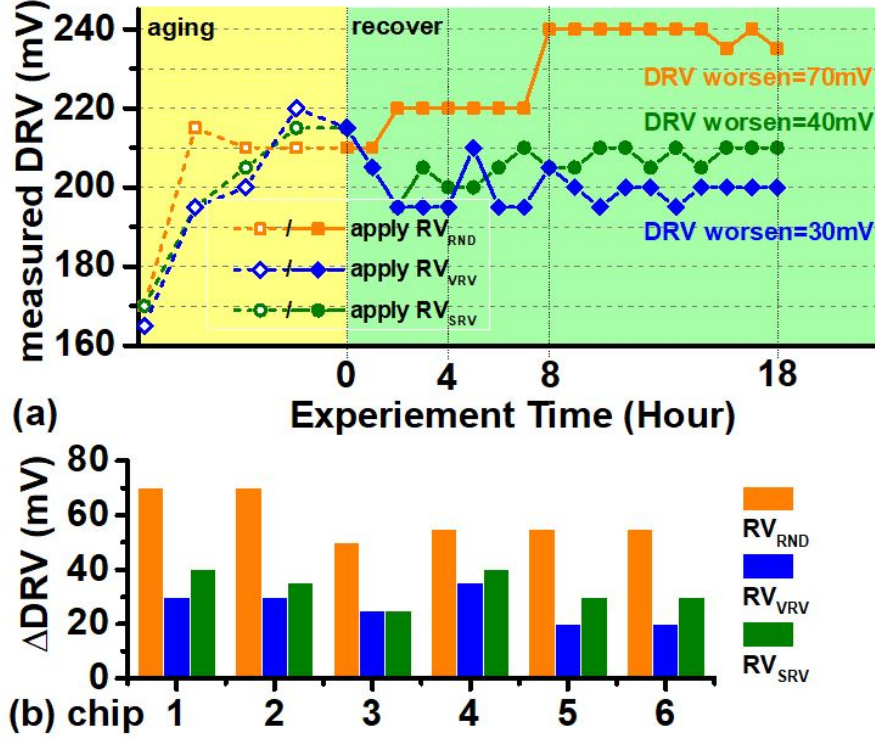 measured DRV (mV)
240
220
200
180
160
aging
recover
DRV worsen=70mV
DRV worsen=40mV
DRV worsen=30mV
/ apply RV_RND
/ apply RV_VRV
/ apply RV_SRV
0 4 8 18
(a) Experiement Time (Hour)
ΔDRV (mV)
80
60
40
20
0
RV_RND
RV_VRV
RV_SRV
(b) chip 1 2 3 4 5 6